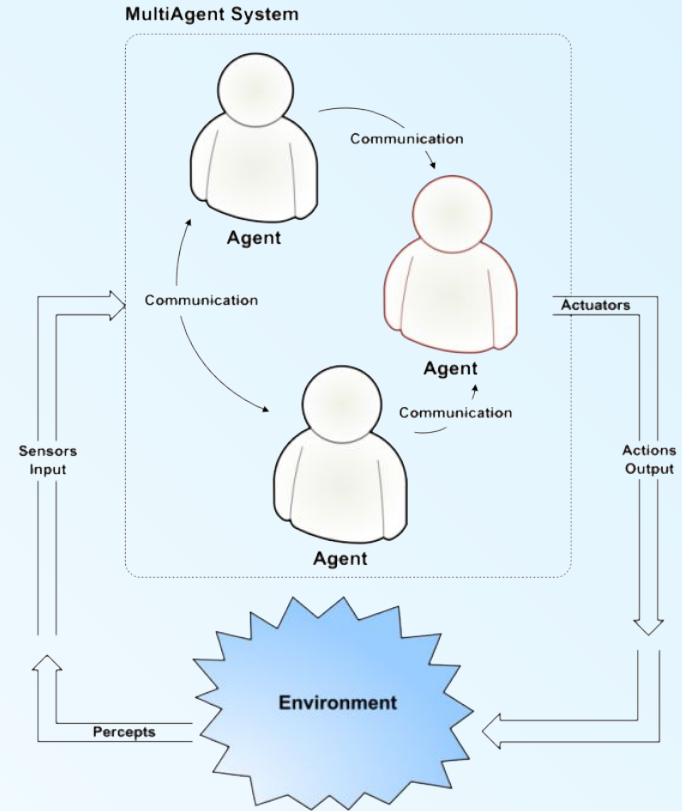 MultiAgent System
Communication
Agent
Communication
Actuators
Agent
Communication
Sensors
Input
Actions
Output
Agent
Environment
Percepts